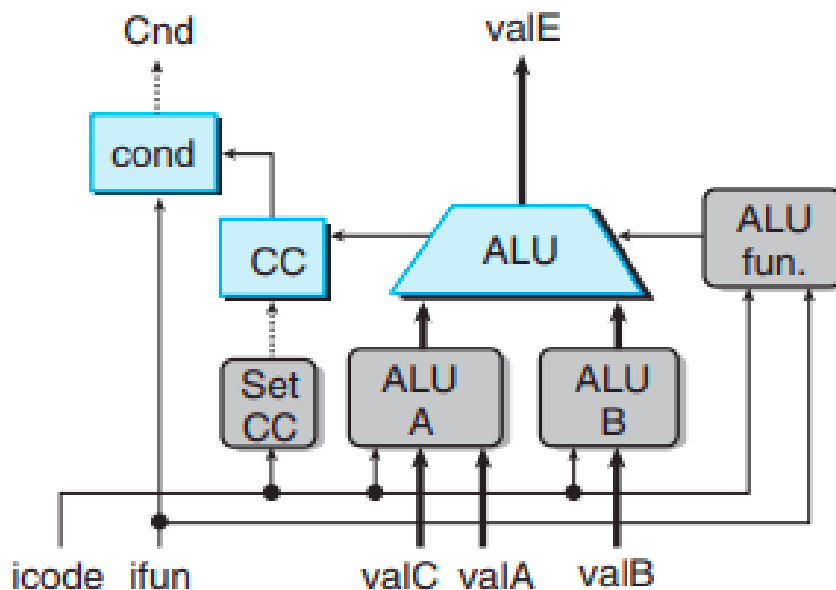 Cnd
valE
cond
ALU
fun.
CC
ALU
Set
CC
ALU
A
ALU
B
icode
ifun
valC
valA
valB